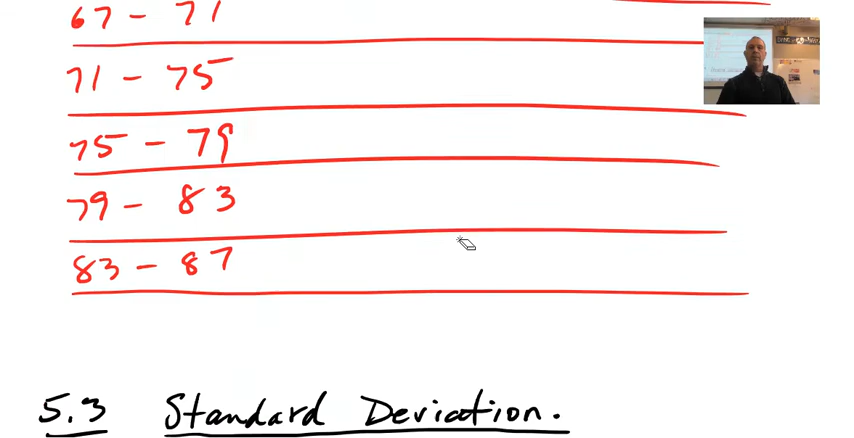 67 - 71
71 - 75
75 - 79
79 - 83
83 - 87
5.3 Standard Deviation.